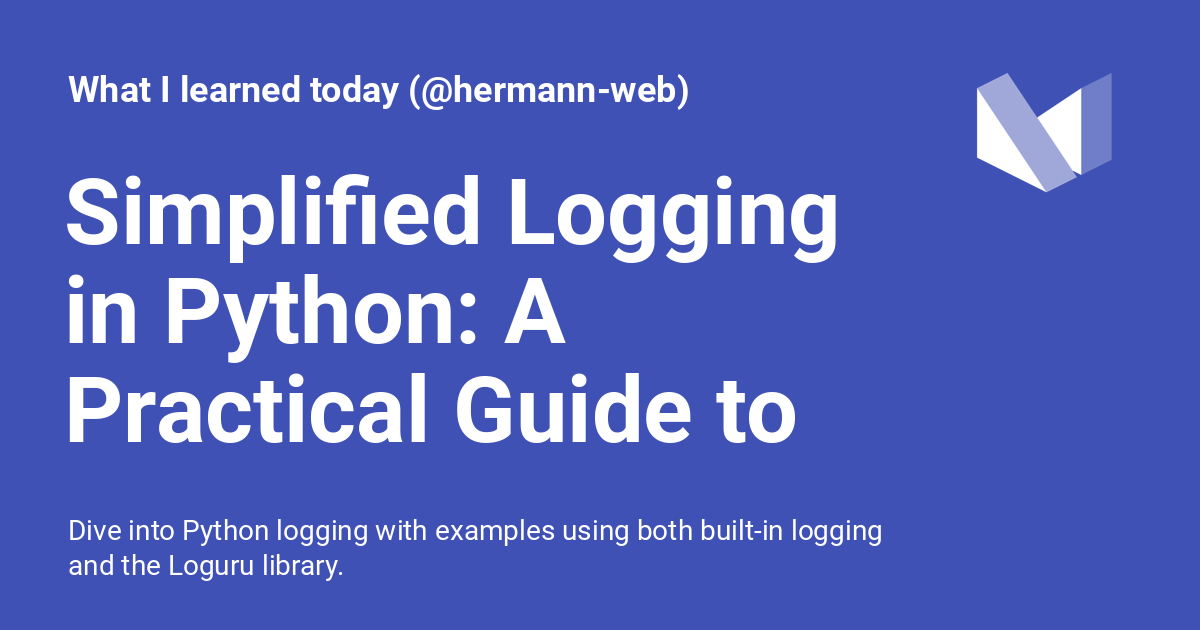 What I learned today (@hermann-web)
Simplified Logging
in Python: A
Practical Guide to
Dive into Python logging with examples using both built-in logging
and the Loguru library.